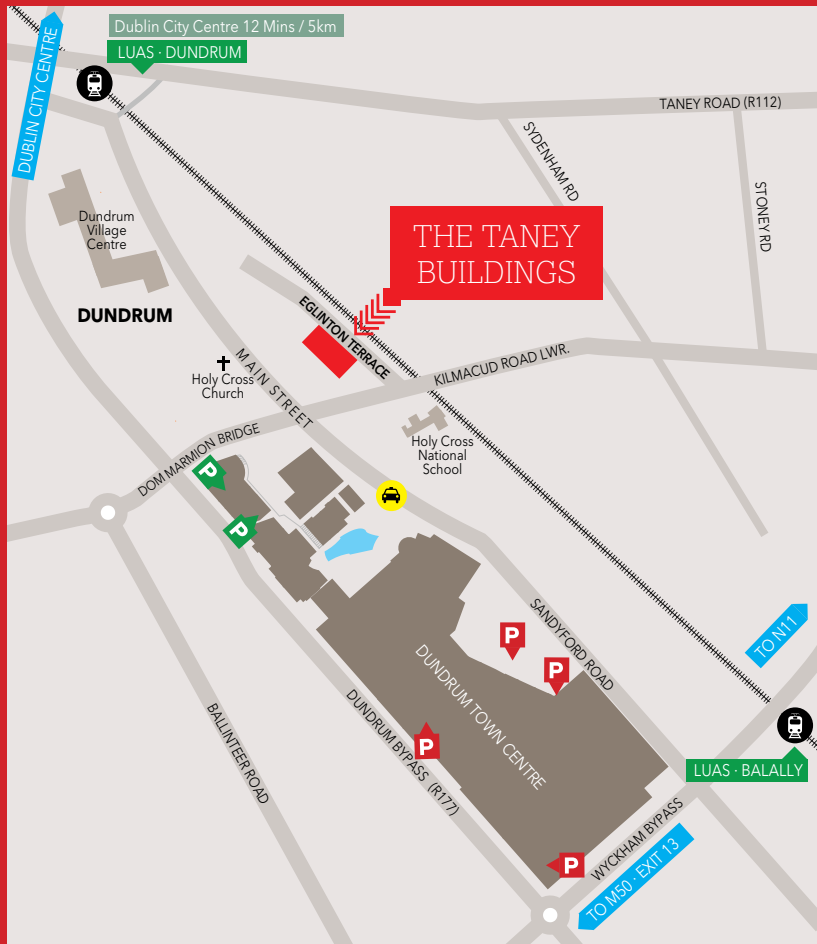 Dublin City Centre 12 Mins / 5km
LUAS · DUNDRUM
DUBLIN CITY CENTRE
TANEY ROAD (R112)
SYDENHAM RD
STONEY RD
Dundrum
Village
Centre
THE TANEY
BUILDINGS
DUNDRUM
EGLINTON TERRACE
MAIN STREET
Holy Cross
Church
KILMACUD ROAD LWR.
DOM MARMION BRIDGE
Holy Cross
National
School
P
P
SANDYFORD ROAD
TO N11
P
P
DUNDRUM TOWN CENTRE
DUNDRUM BYPASS (R177)
P
BALLINTEER ROAD
LUAS · BALALLY
WYCKHAM BYPASS
P
TO M50 · EXIT 13